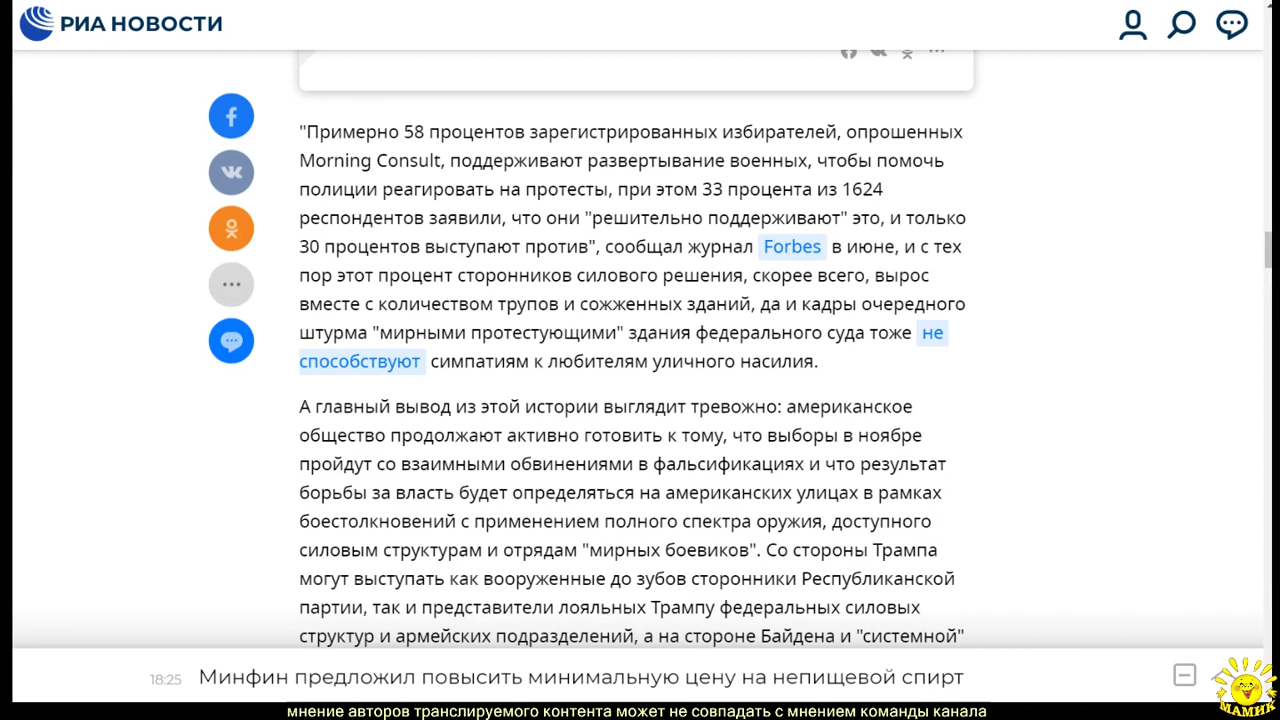 РИА НОВОСТИ
"Примерно 58 процентов зарегистрированных избирателей, опрошенных
Morning Consult, поддерживают развертывание военных, чтобы помочь
полиции реагировать на протесты, при этом 33 процента из 1624
респондентов заявили, что они "решительно поддерживают" это, и только
30 процентов выступают против", сообщал журнал Forbes в июне, и с тех
пор этот процент сторонников силового решения, скорее всего, вырос
вместе с количеством трупов и сожженных зданий, да и кадры очередного
штурма "мирными протестующими" здания федерального суда тоже не
способствуют симпатиям к любителям уличного насилия.
А главный вывод из этой истории выглядит тревожно: американское
общество продолжают активно готовить к тому, что выборы в ноябре
пройдут со взаимными обвинениями в фальсификациях и что результат
борьбы за власть будет определяться на американских улицах в рамках
боестолкновений с применением полного спектра оружия, доступного
силовым структурам и отрядам "мирных боевиков". Со стороны Трампа
могут выступать как вооруженные до зубов сторонники Республиканской
партии, так и представители лояльных Трампу федеральных силовых
структур и армейских подразделений, а на стороне Байдена и "системной"
18:25 Минфин предложил повысить минимальную цену на непищевой спирт
МАМИК
мнение авторов транслируемого контента может не совпадать с мнением команды канала